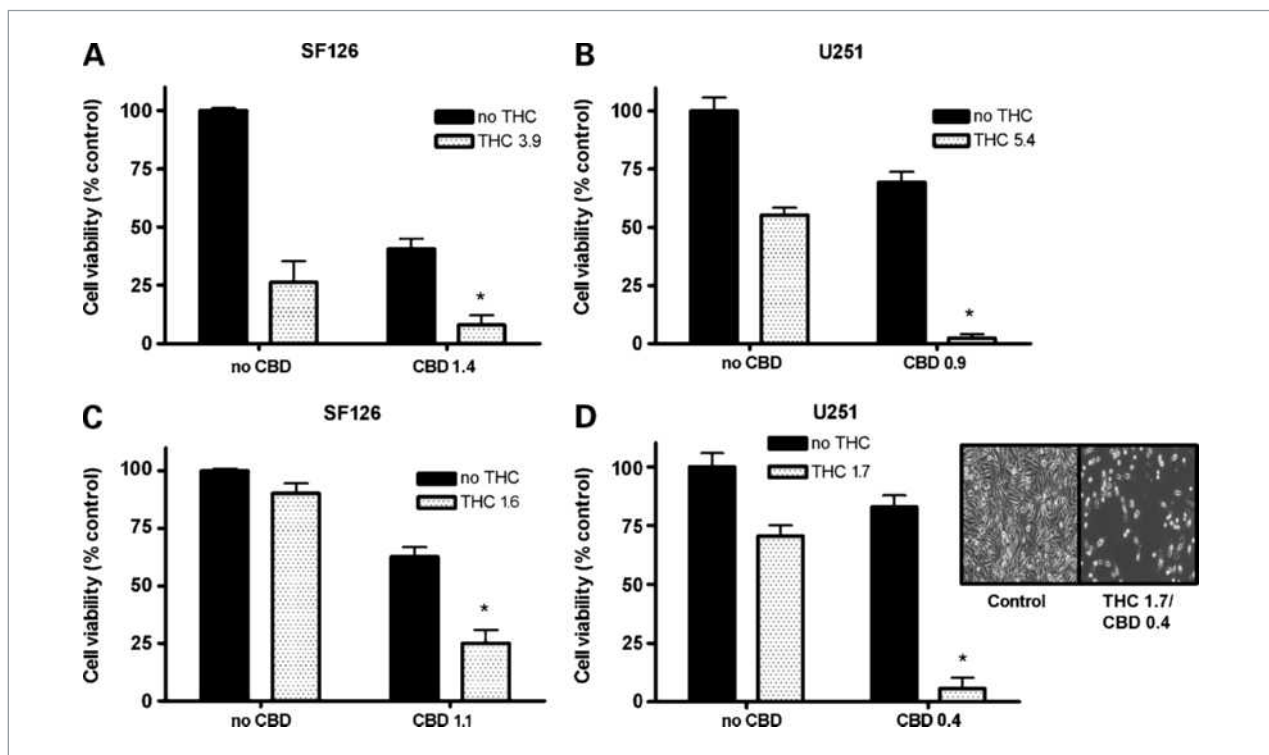 A
SF126
Cell viability (% control)
100
75
50
25
0
no THC
THC 3.9
no CBD
CBD 1.4
*
B
U251
Cell viability (% control)
100
75
50
25
0
no THC
THC 5.4
no CBD
CBD 0.9
*
C
SF126
Cell viability (% control)
100
75
50
25
0
no THC
THC 1.6
no CBD
CBD 1.1
*
D
U251
Cell viability (% control)
100
75
50
25
0
no THC
THC 1.7
no CBD
CBD 0.4
*
Control
THC 1.7/
CBD 0.4